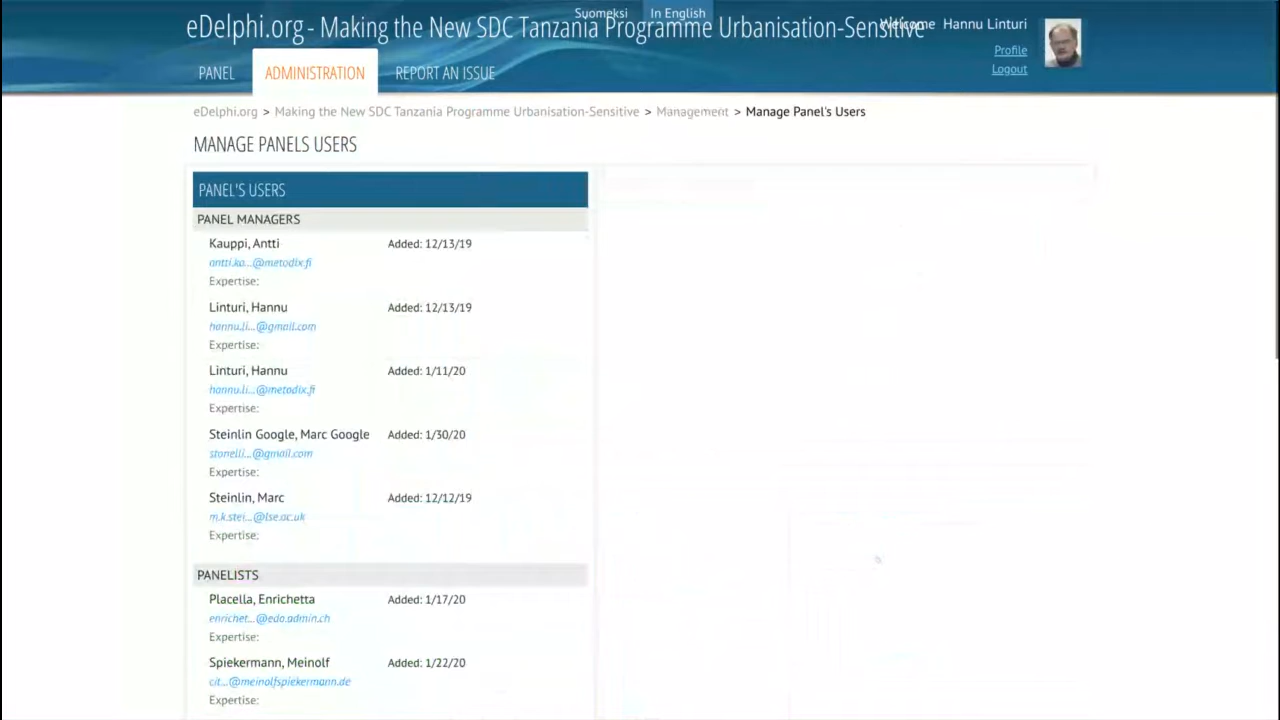 Suomeksi In English
eDelphi.org - Making the New SDC Tanzania Programme Urbanisation-Sensitive
Welcome Hannu Linturi
Profile
Logout
PANEL ADMINISTRATION REPORT AN ISSUE
eDelphi.org > Making the New SDC Tanzania Programme Urbanisation-Sensitive > Management > Manage Panel's Users
MANAGE PANELS USERS
PANEL'S USERS
PANEL MANAGERS
Kauppi, Antti Added: 12/13/19
antti.ka...@metodix.fi
Expertise:
Linturi, Hannu Added: 12/13/19
hannu.li...@gmail.com
Expertise:
Linturi, Hannu Added: 1/11/20
hannu.li...@metodix.fi
Expertise:
Steinlin Google, Marc Google Added: 1/30/20
stonelli...@gmail.com
Expertise:
Steinlin, Marc Added: 12/12/19
m.k.stei...@lse.ac.uk
Expertise:
PANELISTS
Placella, Enrichetta Added: 1/17/20
enrichet...@eda.admin.ch
Expertise:
Spiekermann, Meinolf Added: 1/22/20
cit...@meinolfspiekermann.de
Expertise: